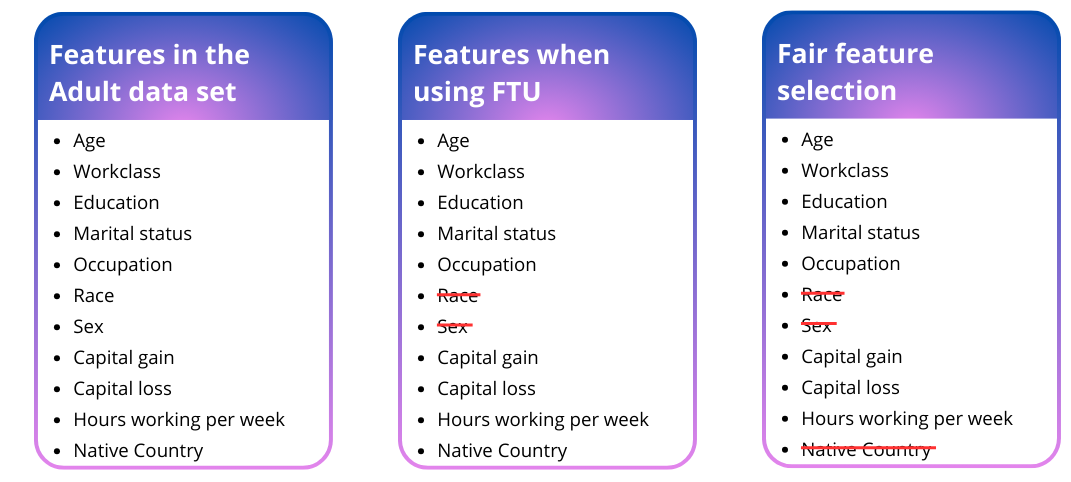 Features in the
Adult data set
• Age
• Workclass
• Education
• Marital status
• Occupation
• Race
• Sex
• Capital gain
• Capital loss
• Hours working per week
• Native Country
Features when
using FTU
• Age
• Workclass
• Education
• Marital status
• Occupation
• Race
• Sex
• Capital gain
• Capital loss
• Hours working per week
• Native Country
Fair feature
selection
• Age
• Workclass
• Education
• Marital status
• Occupation
• Race
• Sex
• Capital gain
• Capital loss
• Hours working per week
• Native Country